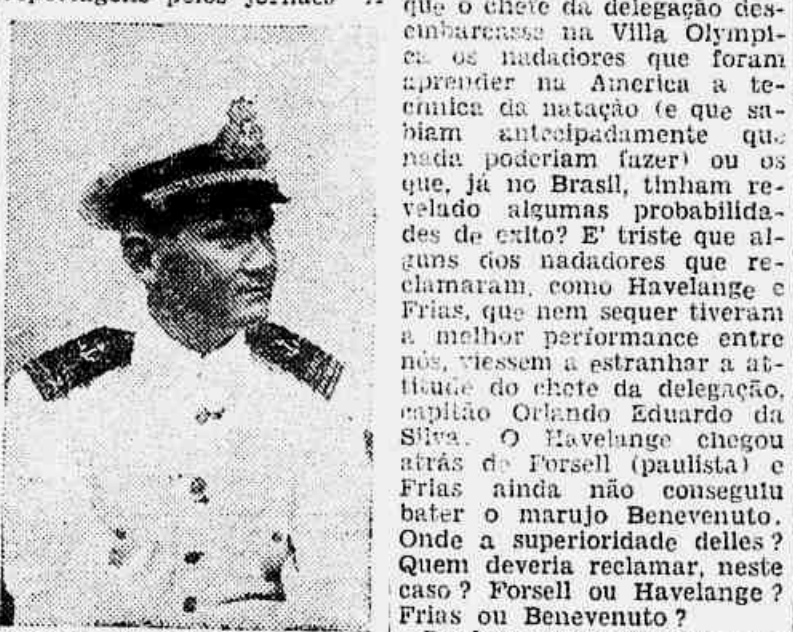 pelos jornaes
que o chefe da delegação des-
embarcasse na Villa Olympi-
ca os nadadores que foram
aprender na America a te-
chnica da natação (e que sa-
biam antecipadamente que
nada poderiam fazer) ou os
que, já no Brasil, tinham re-
velado algumas probabilida-
des de exito? E' triste que al-
guns dos nadadores que re-
clamaram, como Havelange e
Frias, que nem sequer tiveram
a melhor performance entre
nós, viessem a estranhar a at-
titude do chefe da delegação,
capitão Orlando Eduardo da
Silva. O Havelange chegou
atrás de Forsell (paulista) e
Frias ainda não conseguiu
bater o marujo Benevenuto.
Onde a superioridade delles?
Quem deveria reclamar, neste
caso? Forsell ou Havelange?
Frias ou Benevenuto?